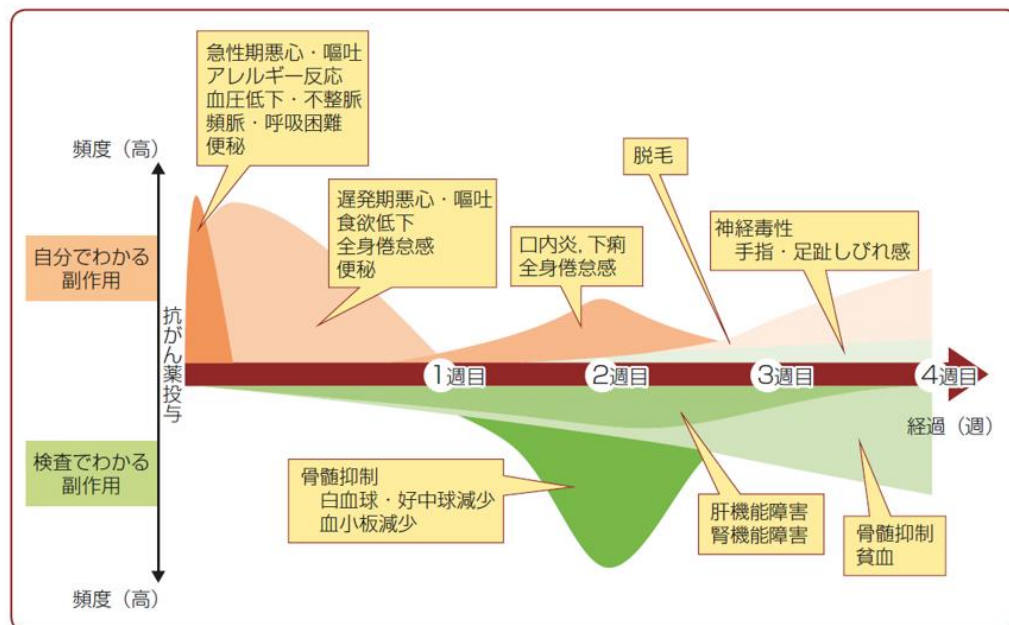 急性期悪心・嘔吐
アレルギー反応
血圧低下・不整脈
頻脈・呼吸困難
便秘
頻度（高）
脱毛
遅発期悪心・嘔吐
食欲低下
全身倦怠感
便秘
口内炎，下痢
全身倦怠感
神経毒性
手指・足趾しびれ感
自分でわかる
副作用
抗がん薬投与
1週目
2週目
3週目
4週目
経過（週）
検査でわかる
副作用
骨髄抑制
白血球・好中球減少
血小板減少
肝機能障害
腎機能障害
骨髄抑制
貧血
頻度（高）